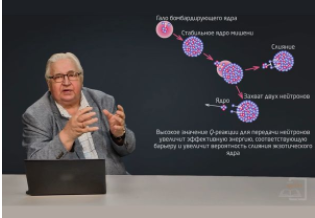 Гало бомбардирующего ядра
Стабильное ядро-мишени
Слияние
Захват двух нейтронов
Ядро
Высокое значение Q-реакции для передачи нейтронов
увеличит эффективную энергию, соответствующую
барьеру и увеличит вероятность слияния экзотического
ядра